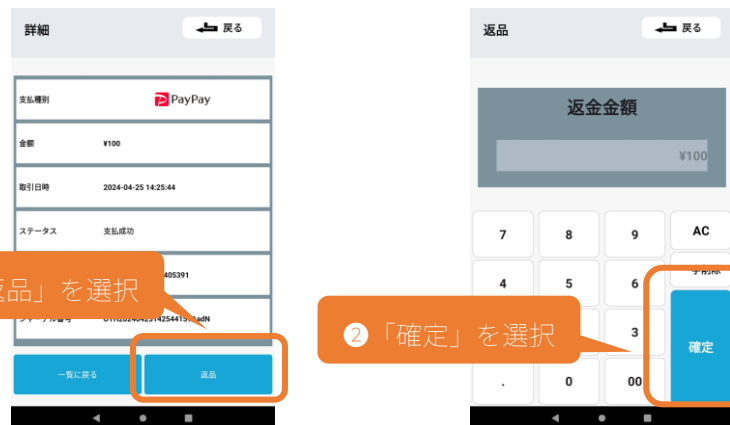 詳細
戻る
支払種別
PayPay
金額
¥100
取引日時
2024-04-25 14:25:44
ステータス
支払成功
405391
返品」を選択
一覧に戻る
返品
返品
戻る
返金金額
¥100
7 8 9 AC
4 5 6
❷「確定」を選択
3
確定
. 0 00